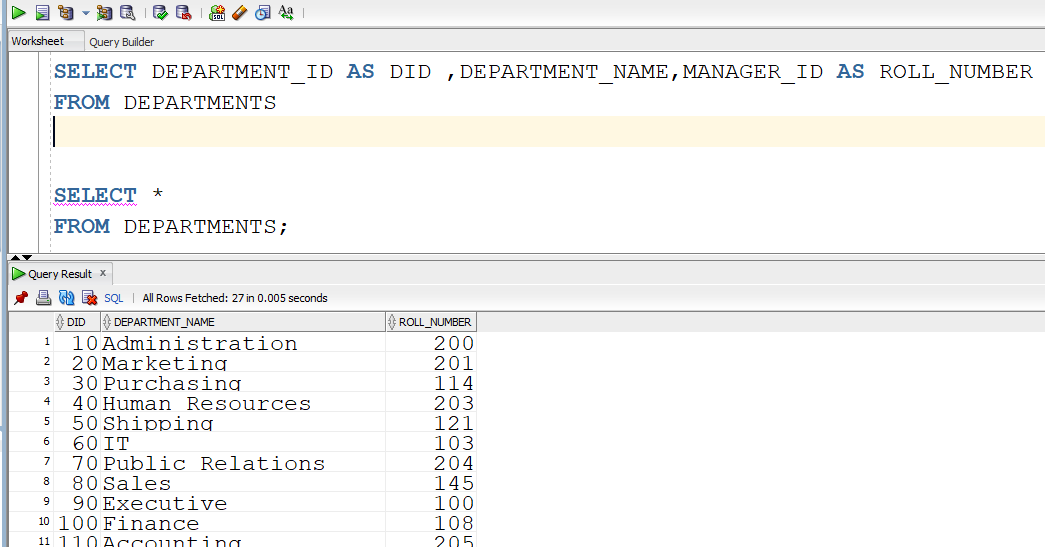 SQL
Aa
Worksheet Query Builder
SELECT DEPARTMENT_ID AS DID ,DEPARTMENT_NAME,MANAGER_ID AS ROLL_NUMBER
FROM DEPARTMENTS
SELECT *
FROM DEPARTMENTS;
Query Result x
SQL | All Rows Fetched: 27 in 0.005 seconds
DID DEPARTMENT_NAME ROLL_NUMBER
1 10 Administration 200
2 20 Marketing 201
3 30 Purchasing 114
4 40 Human Resources 203
5 50 Shipping 121
6 60 IT 103
7 70 Public Relations 204
8 80 Sales 145
9 90 Executive 100
10 100 Finance 108
11 110 Accounting 205